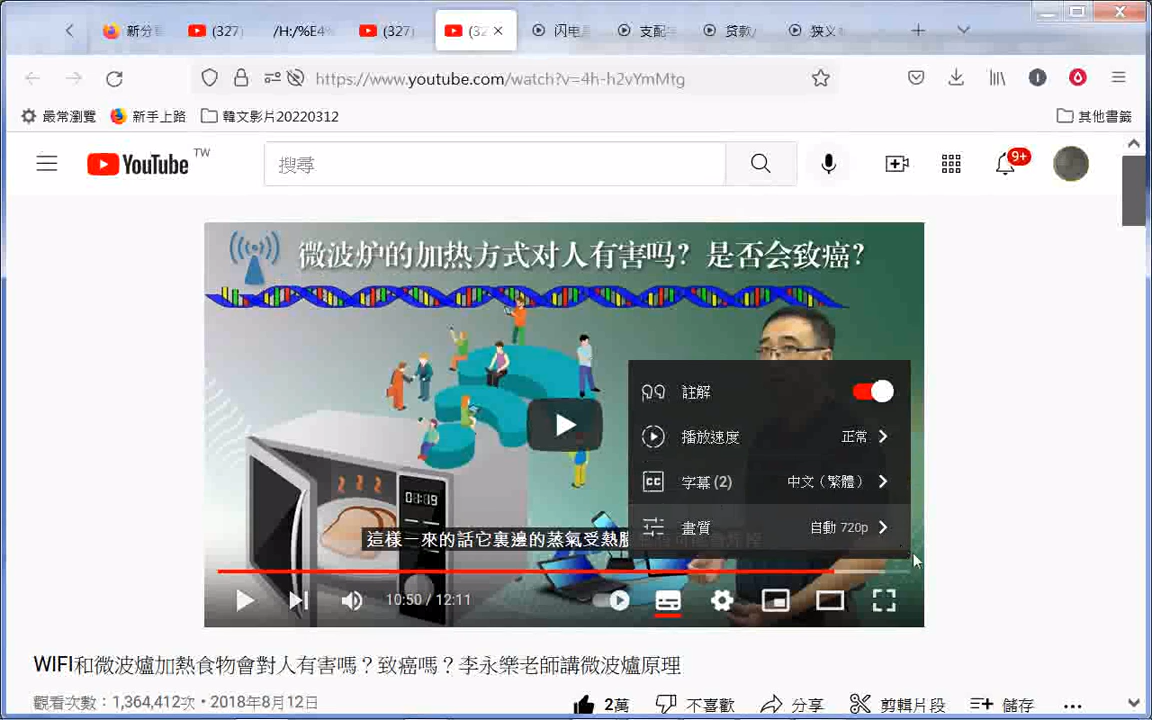 新分
(327)
/H:/%E4
(327)
(32
闪电
支配
贷款
狭义
https://www.youtube.com/watch?v=4h-h2vYmMtg
最常瀏覽
新手上路
韓文影片20220312
其他書籤
YouTube TW
搜尋
9+
微波炉的加热方式对人有害吗？是否会致癌？
註解
播放速度 正常
字幕 (2) 中文（繁體）
畫質 自動 720p
01:19
這樣一來的話它裏邊的蒸氣受熱
10:50 / 12:11
WIFI和微波爐加熱食物會對人有害嗎？致癌嗎？李永樂老師講微波爐原理
觀看次數：1,364,412次・2018年8月12日
2萬
不喜歡
分享
剪輯片段
儲存